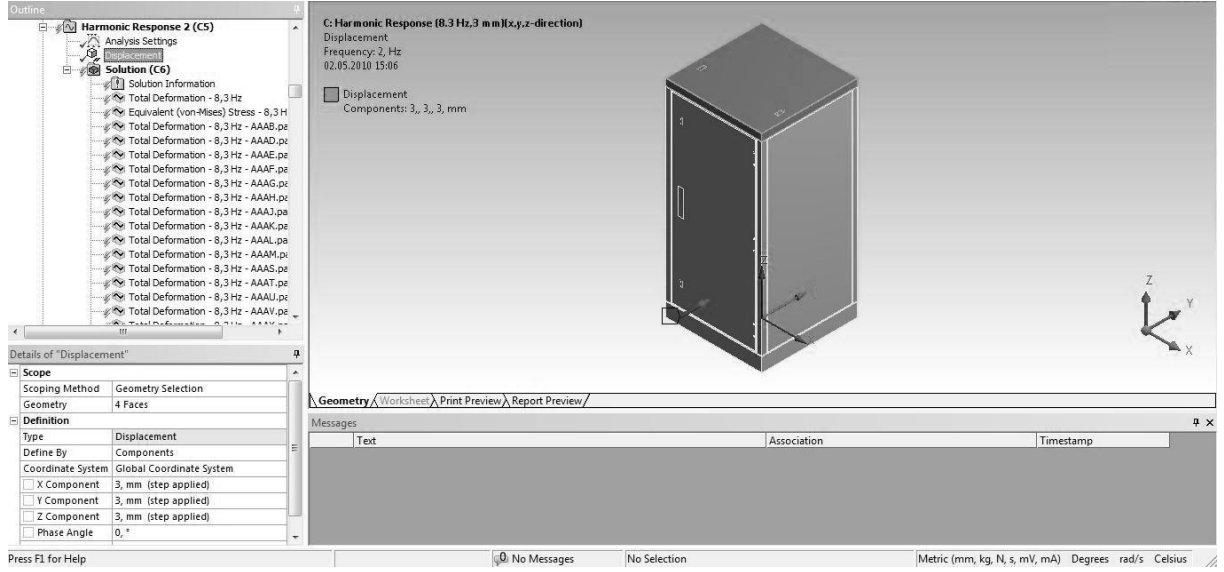 Outline
Harmonic Response 2 (C5)
Analysis Settings
Displacement
Solution (C6)
Solution Information
Total Deformation - 8,3 Hz
Equivalent (von-Mises) Stress - 8,3 H
Total Deformation - 8,3 Hz - AAAB.pa
Total Deformation - 8,3 Hz - AAAD.pa
Total Deformation - 8,3 Hz - AAAE.pa
Total Deformation - 8,3 Hz - AAAF.pa
Total Deformation - 8,3 Hz - AAAG.pa
Total Deformation - 8,3 Hz - AAAH.pa
Total Deformation - 8,3 Hz - AAAJ.pa
Total Deformation - 8,3 Hz - AAAK.pa
Total Deformation - 8,3 Hz - AAAL.pa
Total Deformation - 8,3 Hz - AAAM.pa
Total Deformation - 8,3 Hz - AAAS.pa
Total Deformation - 8,3 Hz - AAAT.pa
Total Deformation - 8,3 Hz - AAAU.pa
Total Deformation - 8,3 Hz - AAAV.pa
Details of "Displacement"
Scope
Scoping Method Geometry Selection
Geometry 4 Faces
Definition
Type Displacement
Define By Components
Coordinate System Global Coordinate System
X Component 3, mm (step applied)
Y Component 3, mm (step applied)
Z Component 3, mm (step applied)
Phase Angle 0, °
C: Harmonic Response (8.3 Hz,3 mm)(x,y,z-direction)
Displacement
Frequency: 2, Hz
02.05.2010 15:06
Displacement
Components: 3,, 3,, 3, mm
Z
Z
Y
X
Geometry Worksheet Print Preview Report Preview
Messages
Text Association Timestamp
Press F1 for Help 0 No Messages No Selection Metric (mm, kg, N, s, mV, mA) Degrees rad/s Celsius